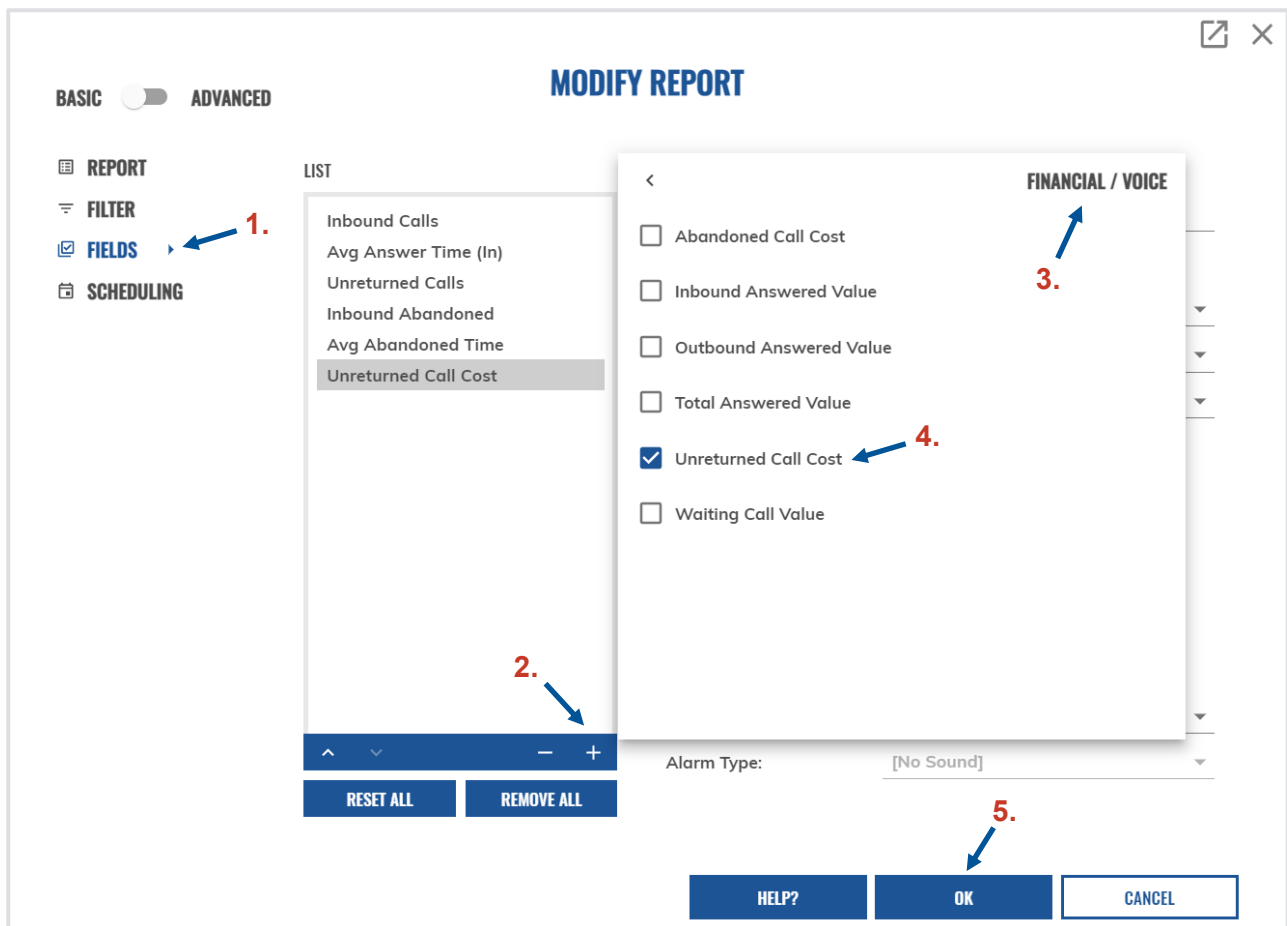 MODIFY REPORT
BASIC ADVANCED
REPORT
FILTER
1.
FIELDS
SCHEDULING
LIST
Inbound Calls
Avg Answer Time (In)
Unreturned Calls
Inbound Abandoned
Avg Abandoned Time
Unreturned Call Cost
2.
RESET ALL REMOVE ALL
FINANCIAL / VOICE
3.
Abandoned Call Cost
Inbound Answered Value
Outbound Answered Value
Total Answered Value
4.
Unreturned Call Cost
Waiting Call Value
Alarm Type: [No Sound]
5.
HELP? OK CANCEL